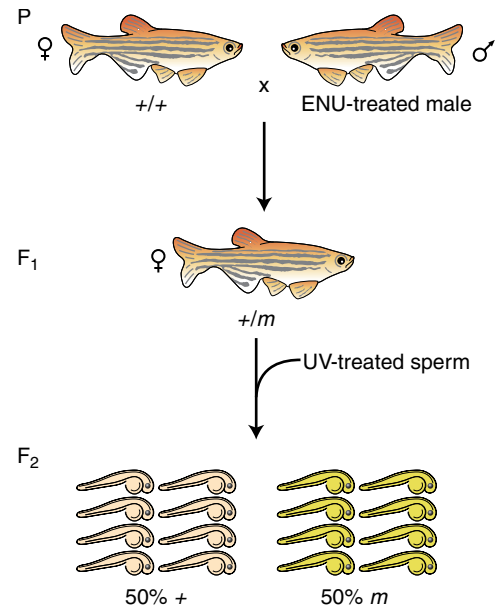 P
♀
♂
+/+
x
ENU-treated male
F1
♀
+/m
UV-treated sperm
F2
50% +
50% m